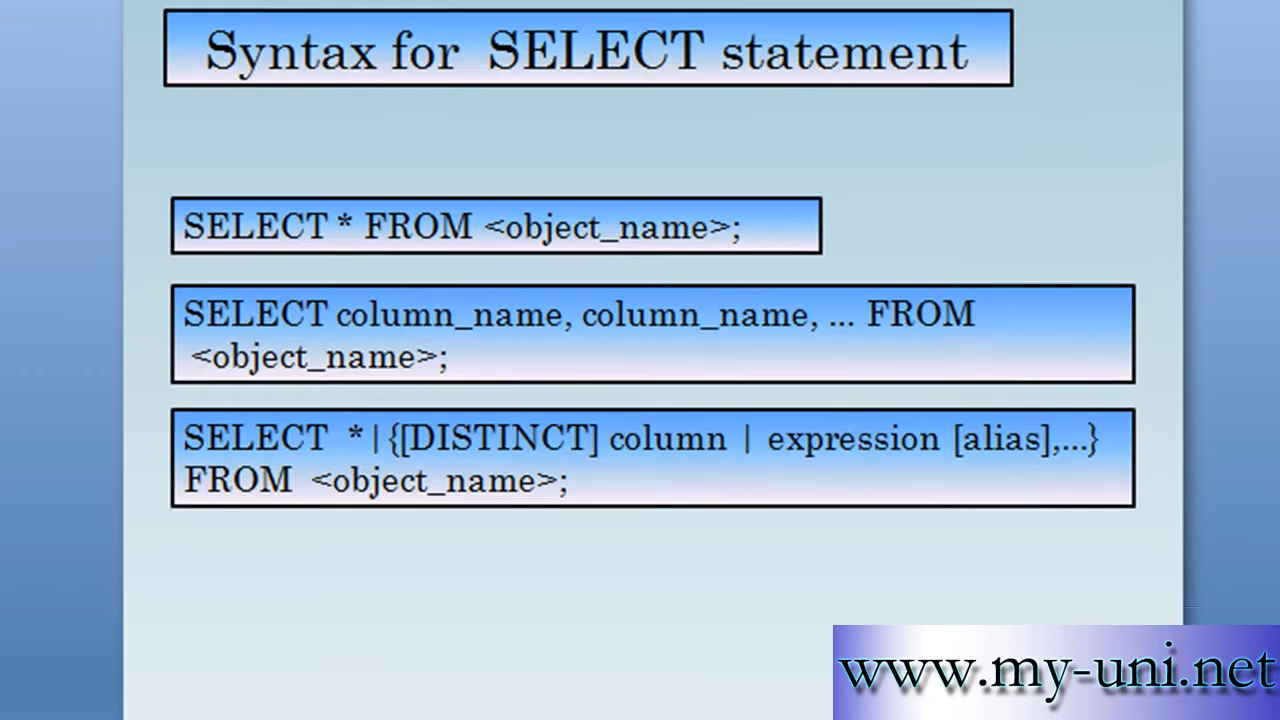 Syntax for SELECT statement
SELECT * FROM <object_name>;
SELECT column_name, column_name, ... FROM
<object_name>;
SELECT *|{[DISTINCT] column | expression [alias],...}
FROM <object_name>;
www.my-uni.net